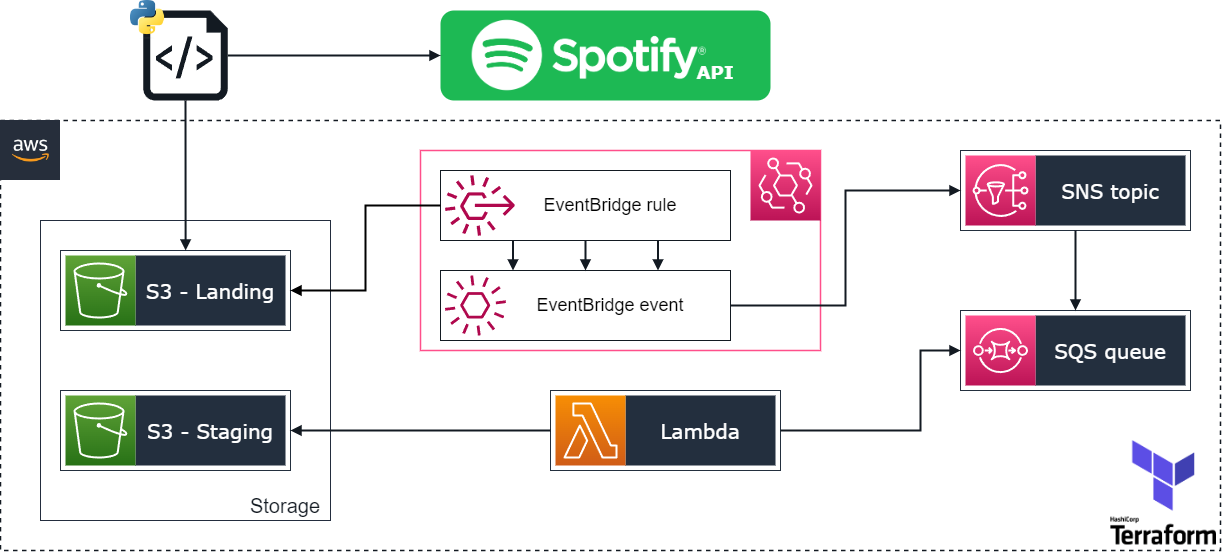 </>
Spotify®
API
aws
EventBridge rule
SNS topic
S3 - Landing
EventBridge event
SQS queue
S3 - Staging
Lambda
Storage
HashiCorp
Terraform